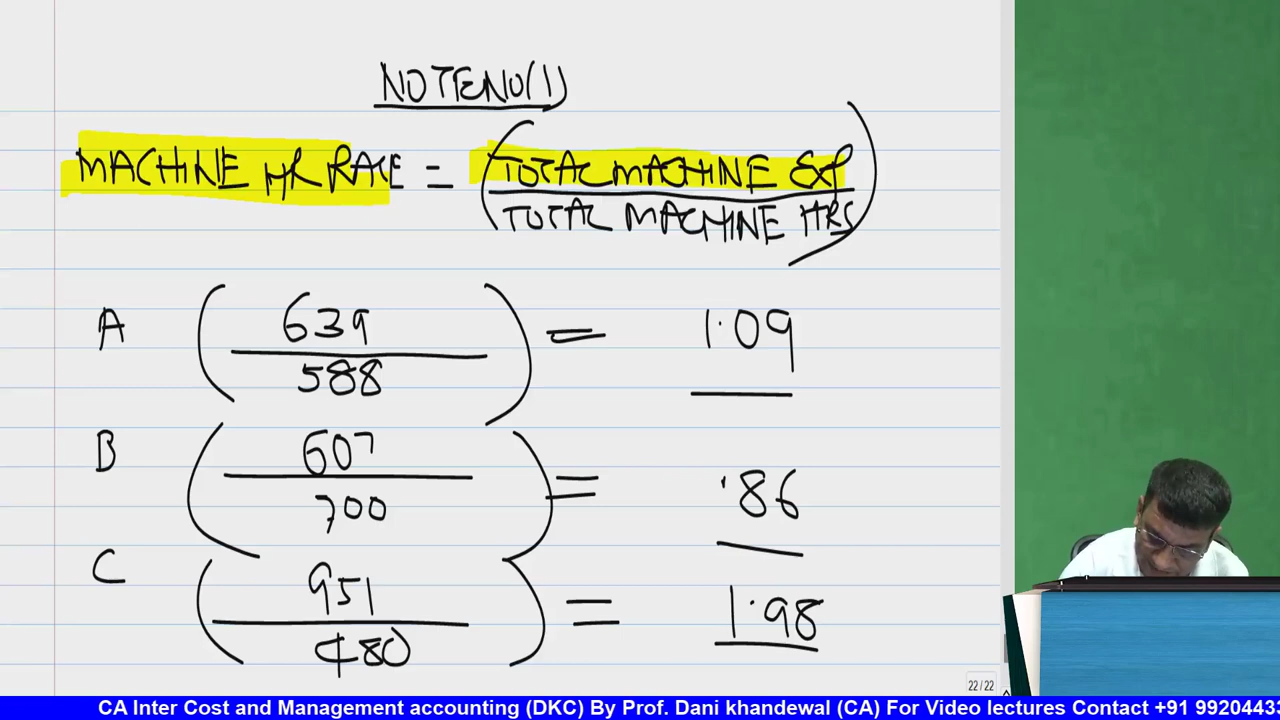 NOTE NO (1)
MACHINE HR RATE = (TOTAL MACHINE EXP
TOTAL MACHINE HRS)
A (639
588) = 1.09
B (607
700) = .86
C (951
480) = 1.98
22/22
CA Inter Cost and Management accounting (DKC) By Prof. Dani khandewal (CA) For Video lectures Contact +91 9920443